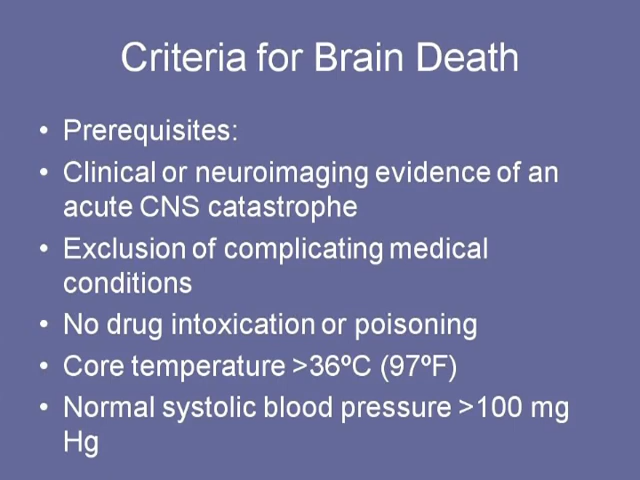 Criteria for Brain Death
• Prerequisites:
• Clinical or neuroimaging evidence of an
acute CNS catastrophe
• Exclusion of complicating medical
conditions
• No drug intoxication or poisoning
• Core temperature >36ºC (97ºF)
• Normal systolic blood pressure >100 mg
Hg